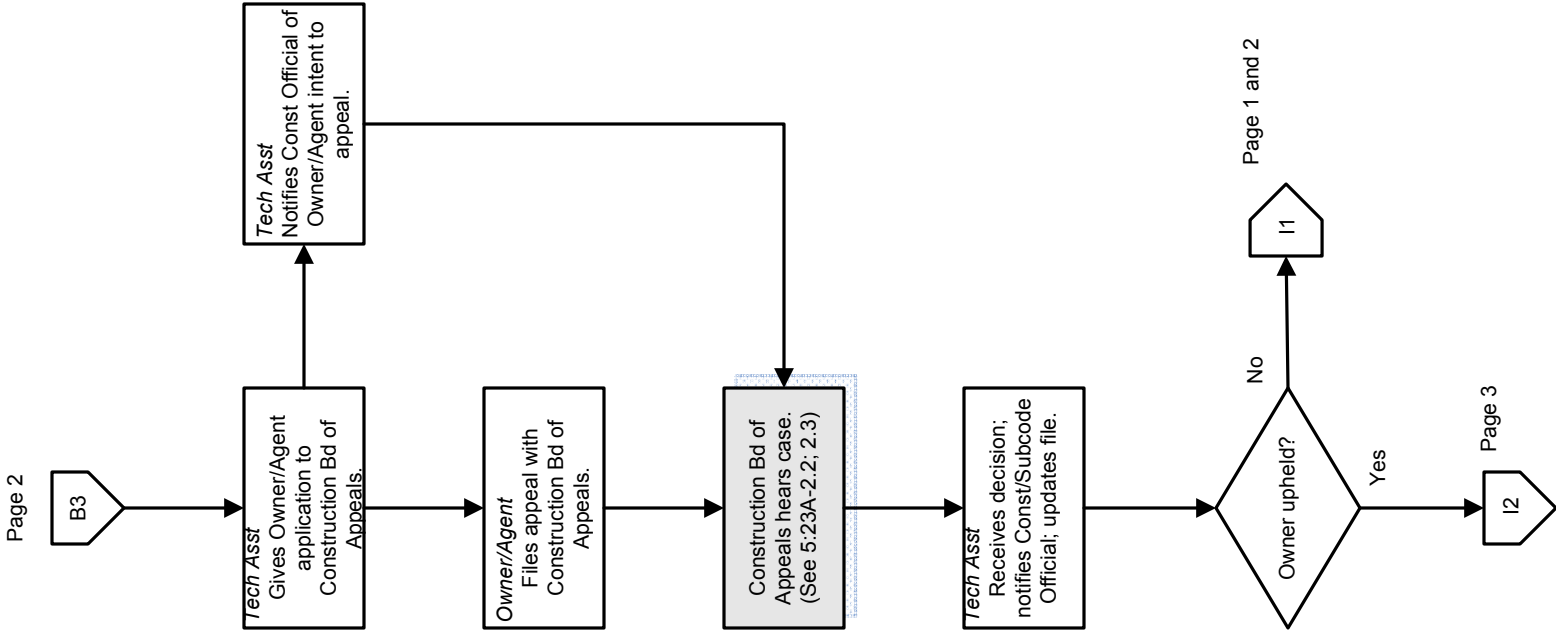 Page 2
B3
Tech Asst
Gives Owner/Agent
application to
Construction Bd of
Appeals.
Tech Asst
Notifies Const Official of
Owner/Agent intent to
appeal.
Owner/Agent
Files appeal with
Construction Bd of
Appeals.
Construction Bd of
Appeals hears case.
(See 5:23A-2.2; 2.3)
Tech Asst
Receives decision;
notifies Const/Subcode
Official; updates file.
Owner upheld?
No
I1
Page 1 and 2
Yes
I2
Page 3